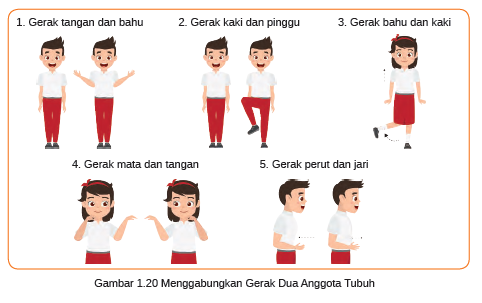 1. Gerak tangan dan bahu
2. Gerak kaki dan pinggu
3. Gerak bahu dan kaki
4. Gerak mata dan tangan
5. Gerak perut dan jari
Gambar 1.20 Menggabungkan Gerak Dua Anggota Tubuh